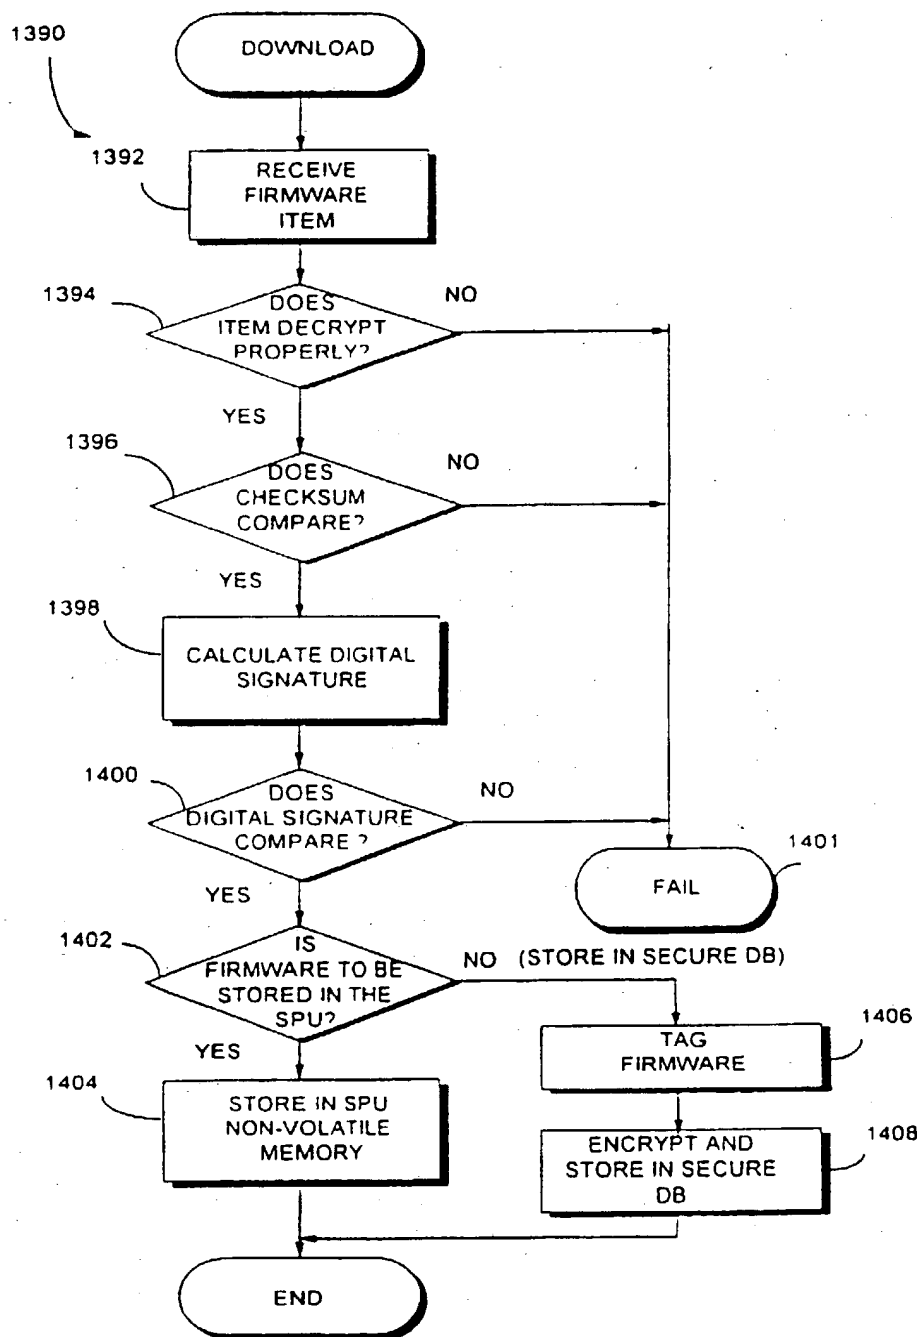 1390
DOWNLOAD
1392
RECEIVE
FIRMWARE
ITEM
1394
DOES
ITEM DECRYPT
PROPERLY?
NO
YES
1396
DOES
CHECKSUM
COMPARE?
NO
YES
1398
CALCULATE DIGITAL
SIGNATURE
1400
DOES
DIGITAL SIGNATURE
COMPARE ?
NO
YES
1401
FAIL
1402
IS
FIRMWARE TO BE
STORED IN THE
SPU?
NO (STORE IN SECURE DB)
YES
1406
TAG
FIRMWARE
1404
STORE IN SPU
NON-VOLATILE
MEMORY
1408
ENCRYPT AND
STORE IN SECURE
DB
END